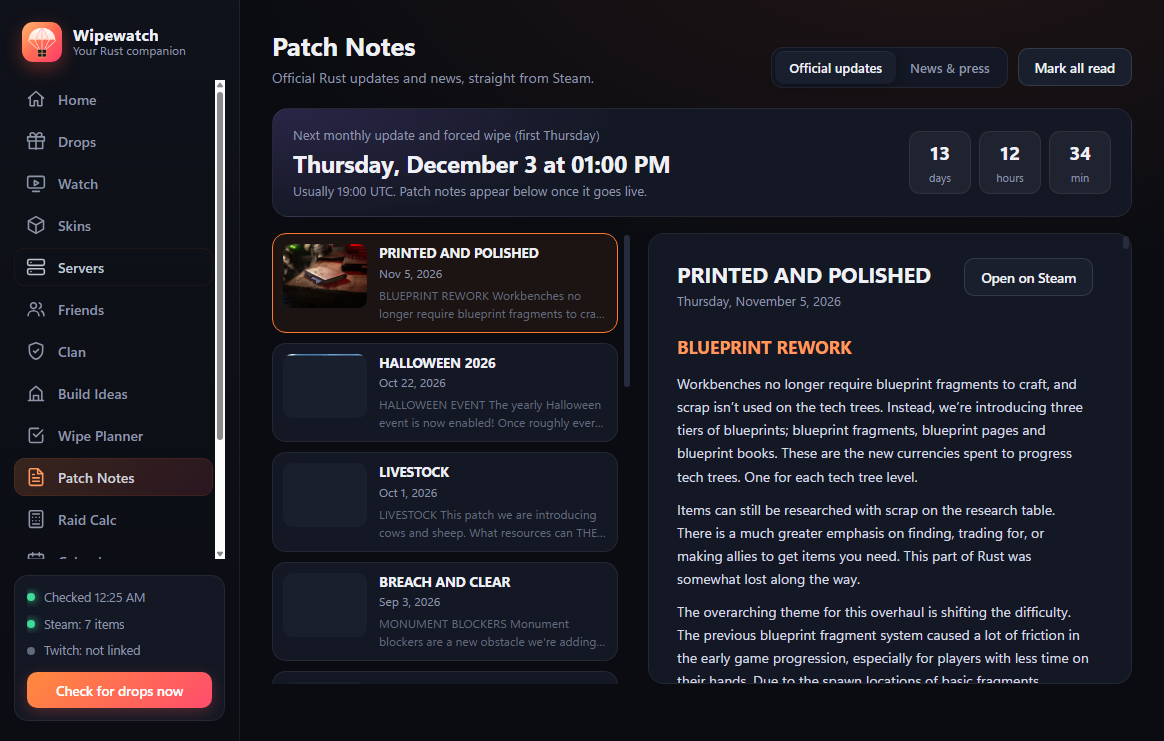 Wipewatch
Your Rust companion
Home
Drops
Watch
Skins
Servers
Friends
Clan
Build Ideas
Wipe Planner
Patch Notes
Raid Calc
Checked 12:25 AM
Steam: 7 items
Twitch: not linked
Check for drops now
Patch Notes
Official Rust updates and news, straight from Steam.
Official updates
News & press
Mark all read
Next monthly update and forced wipe (first Thursday)
Thursday, December 3 at 01:00 PM
Usually 19:00 UTC. Patch notes appear below once it goes live.
13
days
12
hours
34
min
PRINTED AND POLISHED
Nov 5, 2026
BLUEPRINT REWORK Workbenches no
longer require blueprint fragments to cra...
HALLOWEEN 2026
Oct 22, 2026
HALLOWEEN EVENT The yearly Halloween
event is now enabled! Once roughly ever...
LIVESTOCK
Oct 1, 2026
LIVESTOCK This patch we are introducing
cows and sheep. What resources can THE...
BREACH AND CLEAR
Sep 3, 2026
MONUMENT BLOCKERS Monument
blockers are a new obstacle we're adding...
PRINTED AND POLISHED
Thursday, November 5, 2026
Open on Steam
BLUEPRINT REWORK
Workbenches no longer require blueprint fragments to craft, and
scrap isn't used on the tech trees. Instead, we're introducing three
tiers of blueprints; blueprint fragments, blueprint pages and
blueprint books. These are the new currencies spent to progress
tech trees. One for each tech tree level.
Items can still be researched with scrap on the research table.
There is a much greater emphasis on finding, trading for, or
making allies to get items you need. This part of Rust was
somewhat lost along the way.
The overarching theme for this overhaul is shifting the difficulty.
The previous blueprint fragment system caused a lot of friction in
the early game progression, especially for players with less time on
their hands. Due to the spawn locations of basic fragments